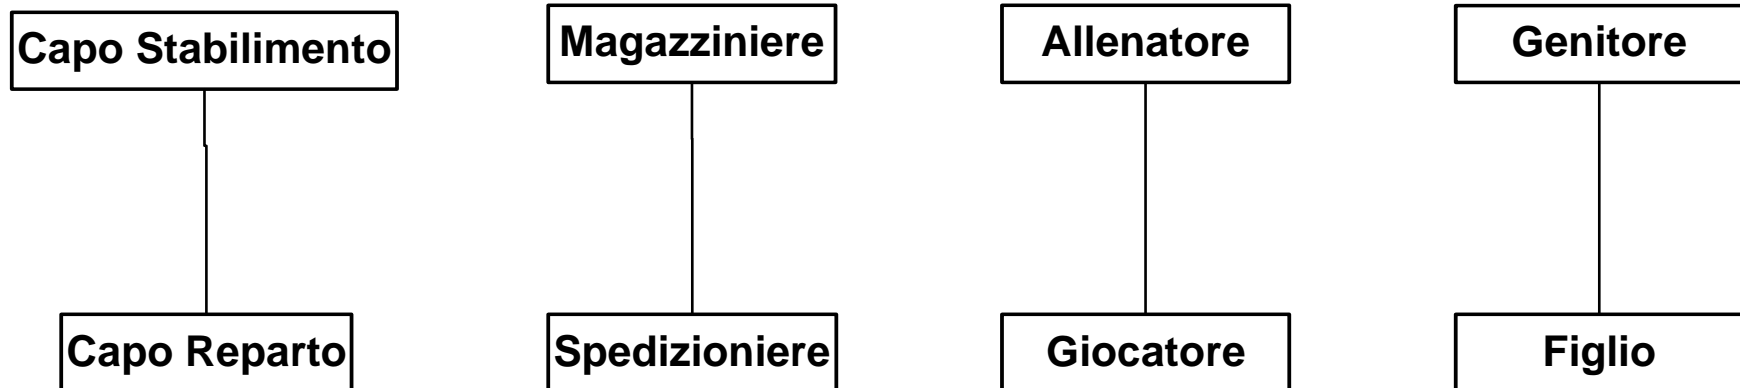 Capo Stabilimento
Magazziniere
Allenatore
Genitore
Capo Reparto
Spedizioniere
Giocatore
Figlio